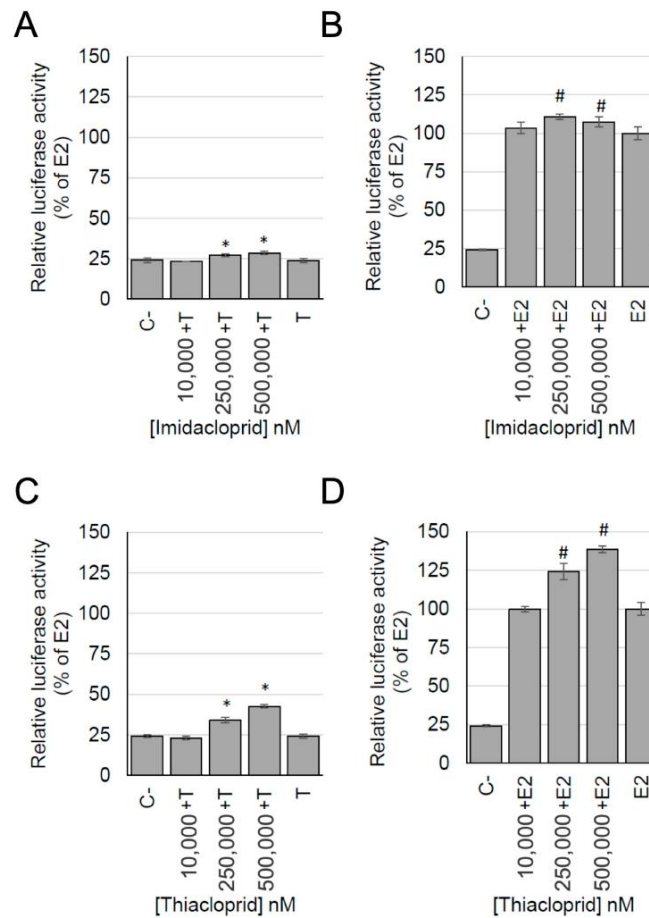 A
Relative luciferase activity
(% of E2)
150
125
100
75
50
25
0
*
*
C-
10,000 +T
250,000 +T
500,000 +T
T
[Imidacloprid] nM
B
Relative luciferase activity
(% of E2)
150
125
100
75
50
25
0
#
#
C-
10,000 +E2
250,000 +E2
500,000 +E2
E2
[Imidacloprid] nM
C
Relative luciferase activity
(% of E2)
150
125
100
75
50
25
0
*
*
C-
10,000 +T
250,000 +T
500,000 +T
T
[Thiacloprid] nM
D
Relative luciferase activity
(% of E2)
150
125
100
75
50
25
0
#
#
C-
10,000 +E2
250,000 +E2
500,000 +E2
E2
[Thiacloprid] nM